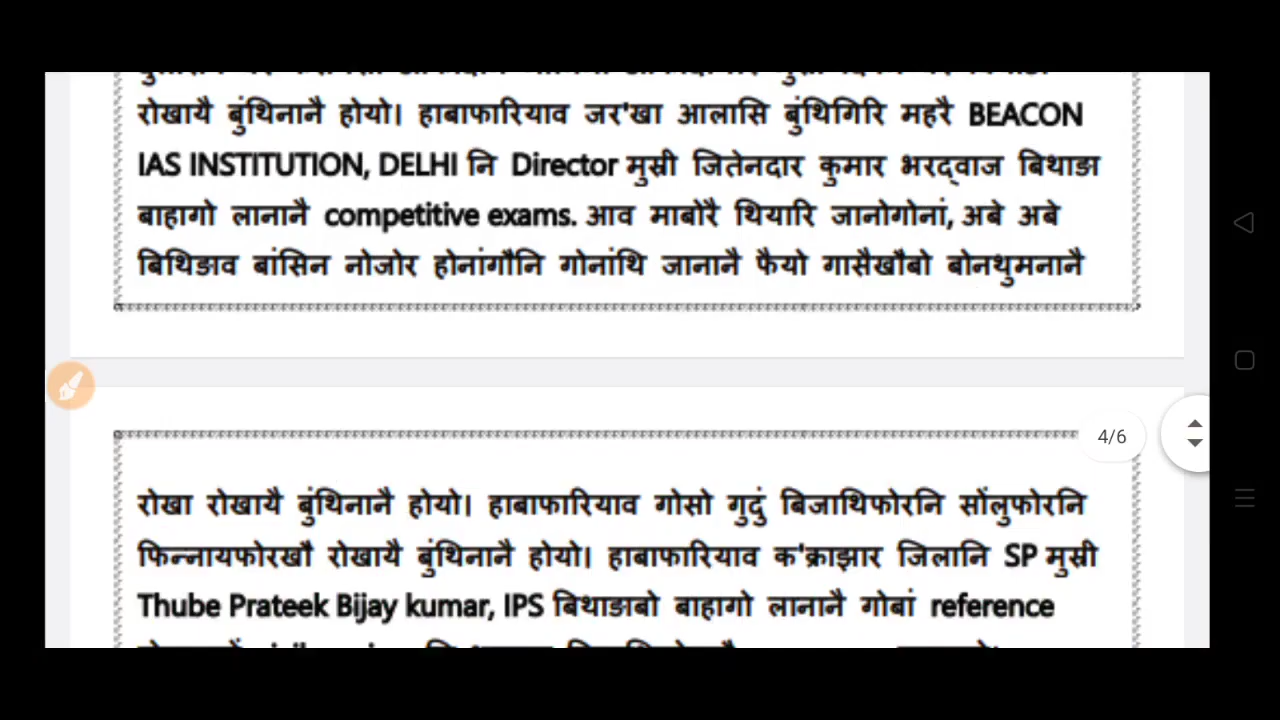 रोखायै बुंथिनानै होयो। हाबाफारियाव जर'खा आलासि बुंथिगिरि महरै BEACON
IAS INSTITUTION, DELHI नि Director मुस्री जितेनदार कुमार भरद्वाज बिथाङा
बाहागो लानानै competitive exams. आव माबोरै थियारि जानोगोनां, अबे अबे
बिथिङाव बांसिन नोजोर होनांगौनि गोनांथि जानानै फैयो गासैखौबो बोनथुमनानै
4/6
रोखा रोखायै बुंथिनानै होयो। हाबाफारियाव गोसो गुदुं बिजाथिफोरनि सोंलुफोरनि
फिन्नायफोरखौ रोखायै बुंथिनानै होयो। हाबाफारियाव क'क्राझार जिलानि SP मुस्री
Thube Prateek Bijay kumar, IPS बिथाङाबो बाहागो लानानै गोबां reference